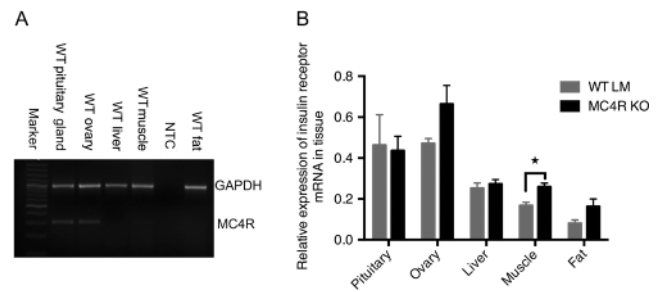 A
Marker
WT pituitary gland
WT ovary
WT liver
WT muscle
NTC
WT fat
GAPDH
MC4R
B
Relative expression of insulin receptor
mRNA in tissue
0.8
0.6
0.4
0.2
0.0
WT LM
MC4R KO
★
Pituitary
Ovary
Liver
Muscle
Fat